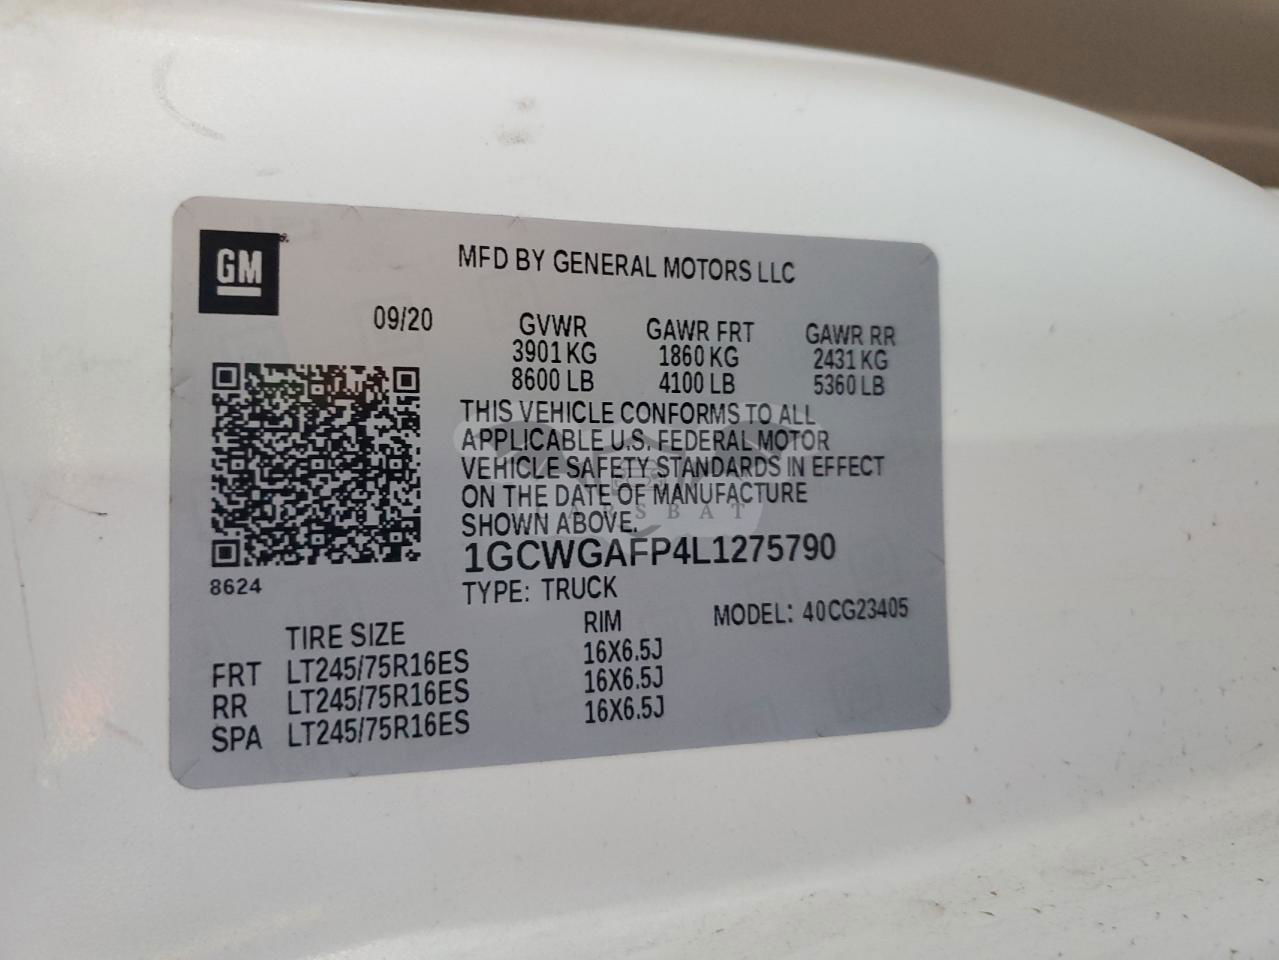 GM
MFD BY GENERAL MOTORS LLC
09/20
GVWR GAWR FRT GAWR RR
3901 KG 1860 KG 2431 KG
8600 LB 4100 LB 5360 LB
THIS VEHICLE CONFORMS TO ALL
APPLICABLE U.S. FEDERAL MOTOR
VEHICLE SAFETY STANDARDS IN EFFECT
ON THE DATE OF MANUFACTURE
SHOWN ABOVE.
CARSBAT
1GCWGAFP4L1275790
8624
TYPE: TRUCK
MODEL: 40CG23405
TIRE SIZE RIM
FRT LT245/75R16ES 16X6.5J
RR LT245/75R16ES 16X6.5J
SPA LT245/75R16ES 16X6.5J